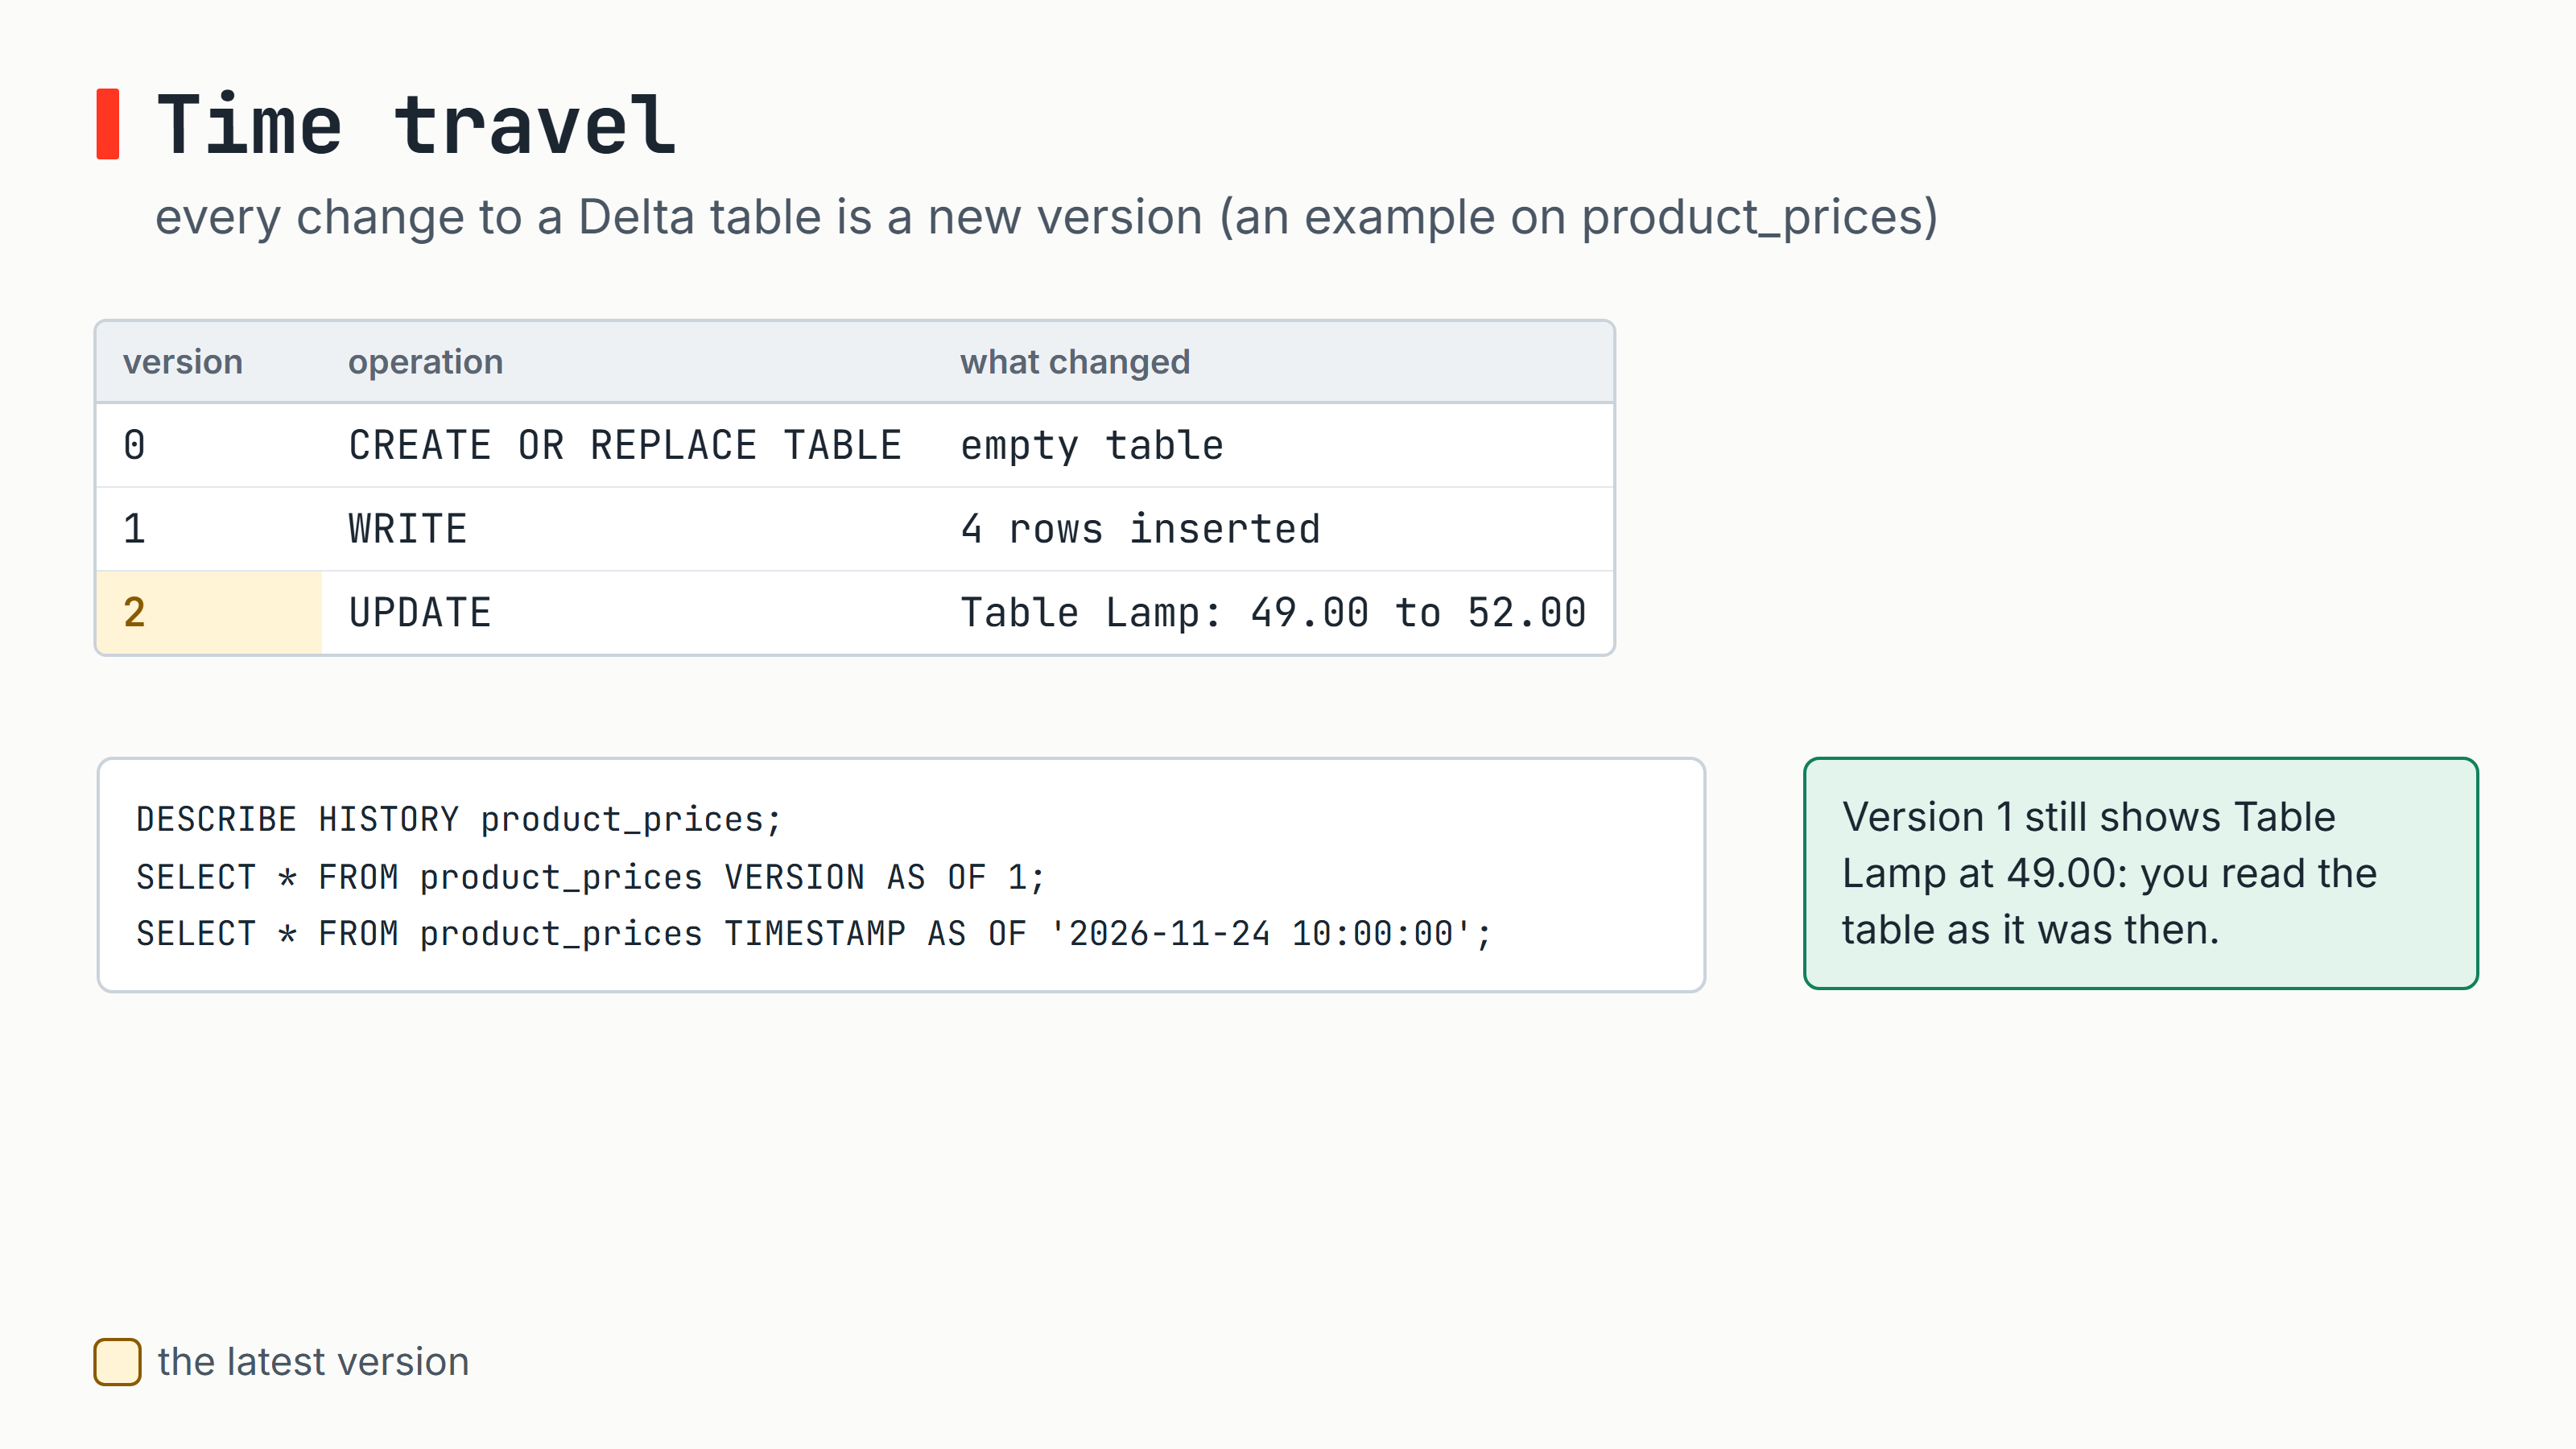 Time travel
every change to a Delta table is a new version (an example on product_prices)
version operation what changed
0 CREATE OR REPLACE TABLE empty table
1 WRITE 4 rows inserted
2 UPDATE Table Lamp: 49.00 to 52.00
DESCRIBE HISTORY product_prices;
SELECT * FROM product_prices VERSION AS OF 1;
SELECT * FROM product_prices TIMESTAMP AS OF '2026-11-24 10:00:00';
Version 1 still shows Table
Lamp at 49.00: you read the
table as it was then.
the latest version